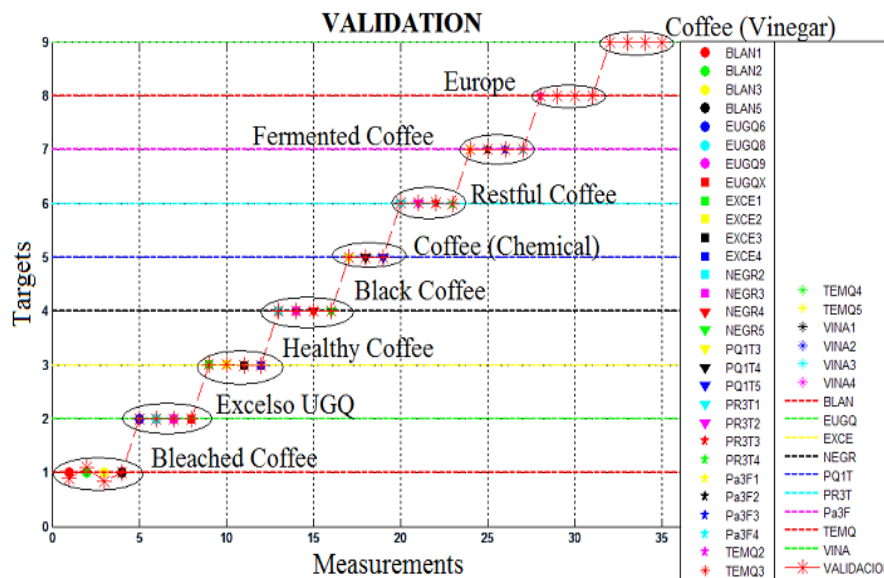 VALIDATION
Coffee (Vinegar)
Europe
Fermented Coffee
Restful Coffee
Coffee (Chemical)
Black Coffee
Healthy Coffee
Excelso UGQ
Bleached Coffee
Targets
9
8
7
6
5
4
3
2
1
0
0 5 10 15 20 25 30 35
Measurements
BLAN1
BLAN2
BLAN3
BLAN5
EUGQ6
EUGQ8
EUGQ9
EUGQX
EXCE1
EXCE2
EXCE3
EXCE4
NEGR2
NEGR3
NEGR4
NEGR5
PQ1T3
PQ1T4
PQ1T5
PR3T1
PR3T2
PR3T3
PR3T4
Pa3F1
Pa3F2
Pa3F3
Pa3F4
TEMQ2
TEMQ3
TEMQ4
TEMQ5
VINA1
VINA2
VINA3
VINA4
BLAN
EUGQ
EXCE
NEGR
PQ1T
PR3T
Pa3F
TEMQ
VINA
VALIDACION